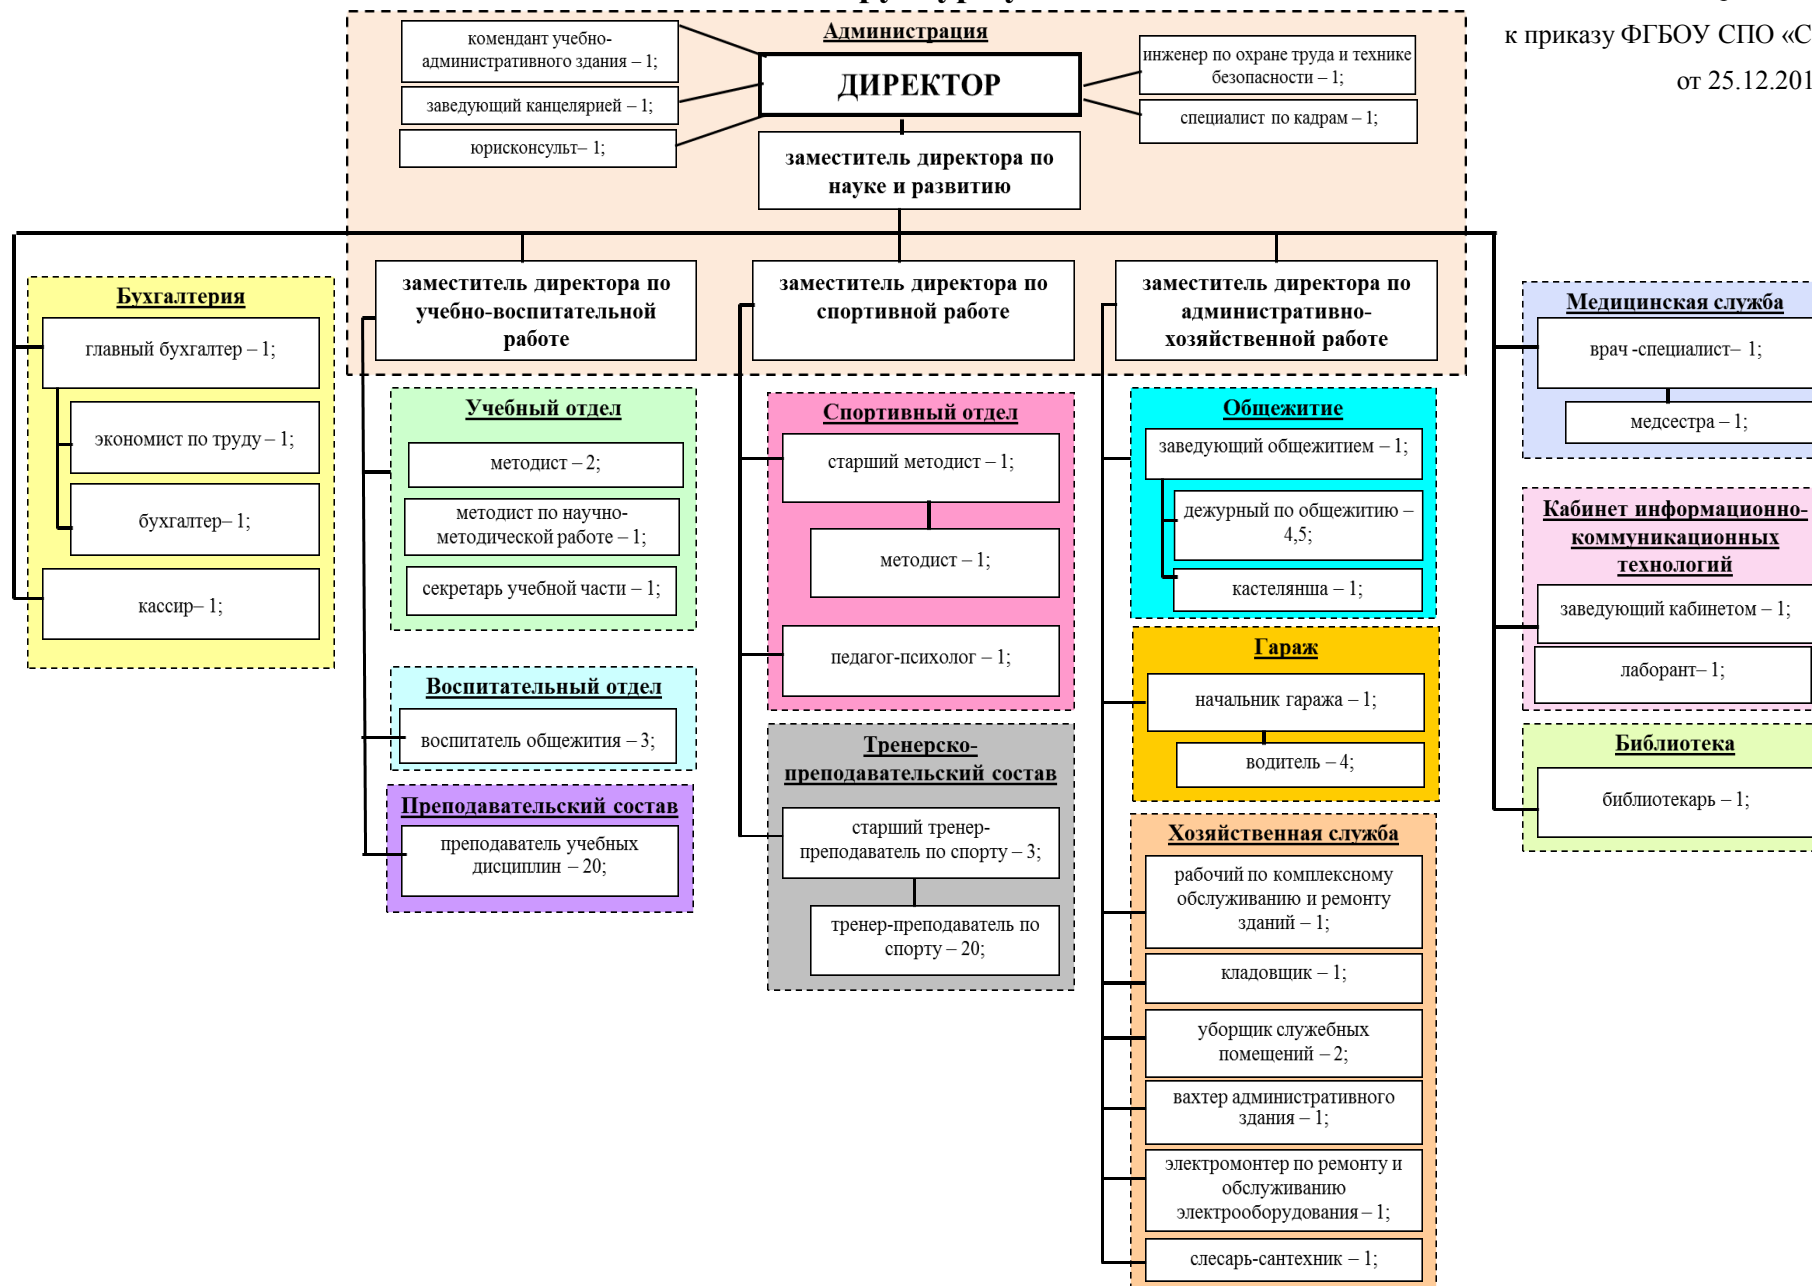 к приказу ФГБОУ СПО «С
от 25.12.201
Администрация
комендант учебно-
административного здания – 1;
заведующий канцелярией – 1;
юрисконсульт– 1;
ДИРЕКТОР
инженер по охране труда и технике
безопасности – 1;
специалист по кадрам – 1;
заместитель директора по
науке и развитию
заместитель директора по
учебно-воспитательной
работе
заместитель директора по
спортивной работе
заместитель директора по
административно-
хозяйственной работе
Бухгалтерия
главный бухгалтер – 1;
экономист по труду – 1;
бухгалтер– 1;
кассир– 1;
Учебный отдел
методист – 2;
методист по научно-
методической работе – 1;
секретарь учебной части – 1;
Воспитательный отдел
воспитатель общежития – 3;
Преподавательский состав
преподаватель учебных
дисциплин – 20;
Спортивный отдел
старший методист – 1;
методист – 1;
педагог-психолог – 1;
Тренерско-
преподавательский состав
старший тренер-
преподаватель по спорту – 3;
тренер-преподаватель по
спорту – 20;
Общежитие
заведующий общежитием – 1;
дежурный по общежитию –
4,5;
кастелянша – 1;
Гараж
начальник гаража – 1;
водитель – 4;
Хозяйственная служба
рабочий по комплексному
обслуживанию и ремонту
зданий – 1;
кладовщик – 1;
уборщик служебных
помещений – 2;
вахтер административного
здания – 1;
электромонтер по ремонту и
обслуживанию
электрооборудования – 1;
слесарь-сантехник – 1;
Медицинская служба
врач -специалист– 1;
медсестра – 1;
Кабинет информационно-
коммуникационных
технологий
заведующий кабинетом – 1;
лаборант– 1;
Библиотека
библиотекарь – 1;